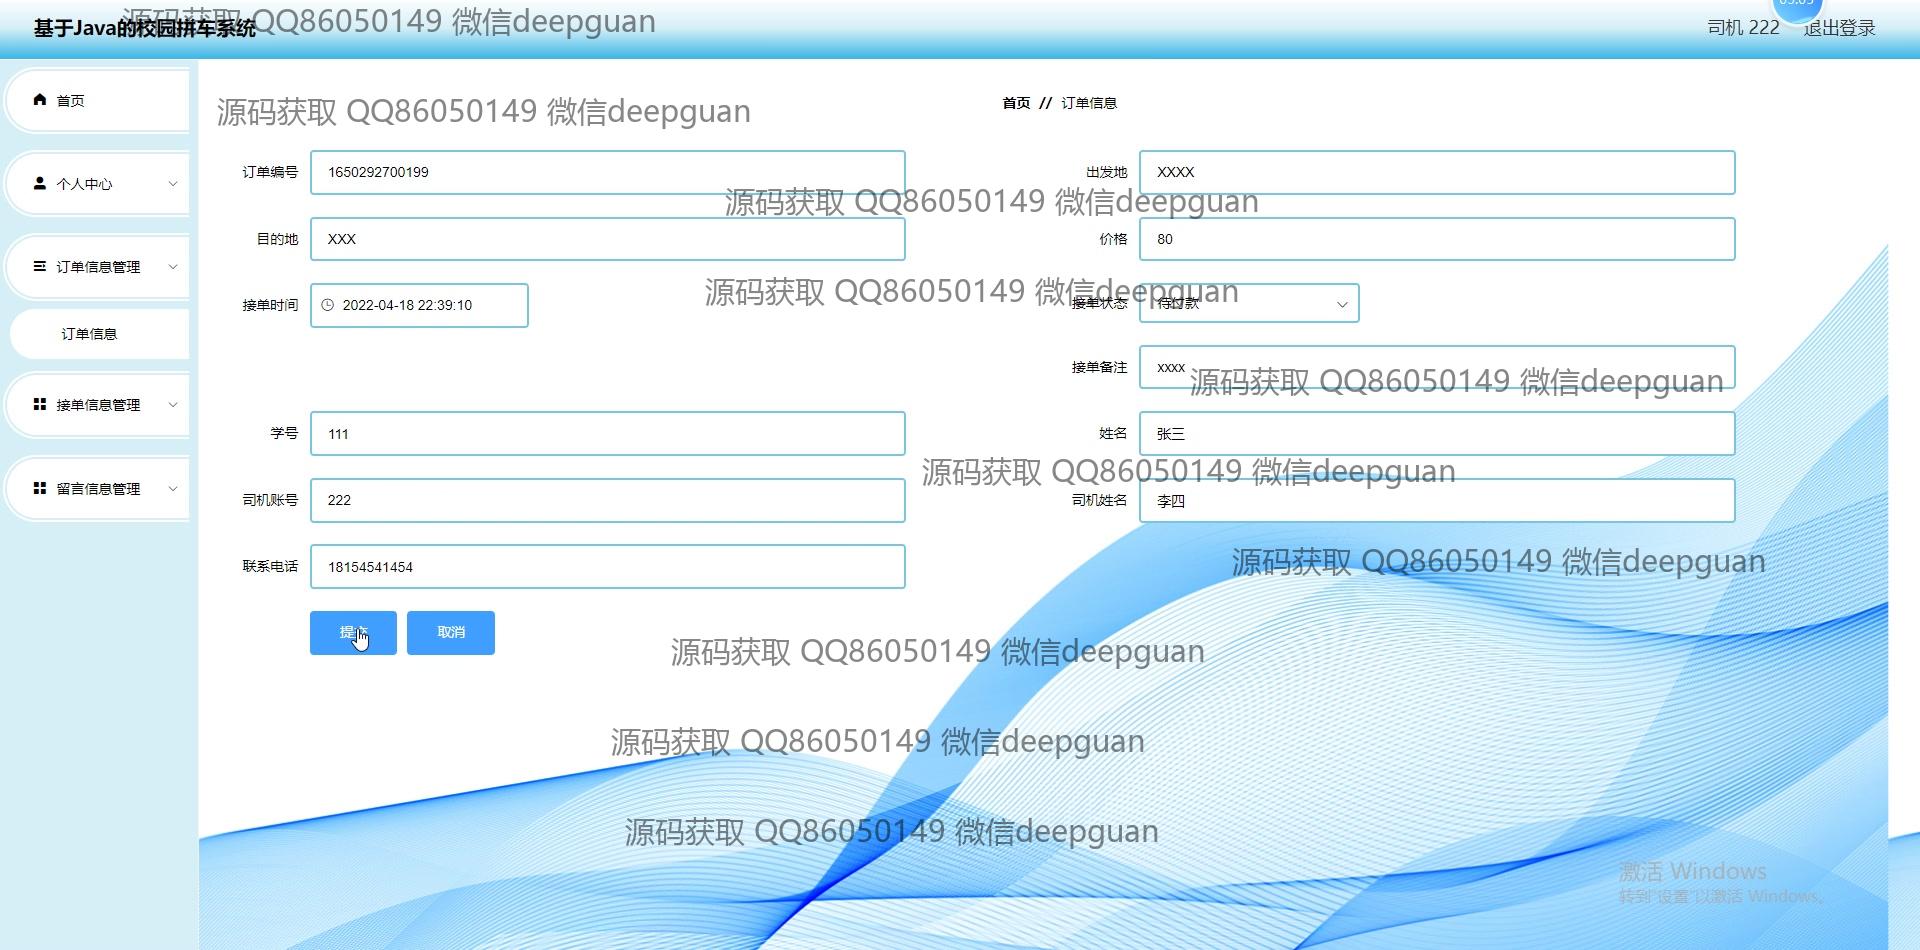 基于Java的校园拼车系统
源码获取 QQ86050149 微信deepguan
司机 222
退出登录
首页
个人中心
订单信息管理
订单信息
接单信息管理
留言信息管理
源码获取 QQ86050149 微信deepguan
首页 // 订单信息
订单编号 1650292700199
出发地 XXXX
源码获取 QQ86050149 微信deepguan
目的地 XXX
价格 80
源码获取 QQ86050149 微信deepguan
接单时间 2022-04-18 22:39:10
接单状态 待付款
接单备注 xxxx
源码获取 QQ86050149 微信deepguan
学号 111
姓名 张三
源码获取 QQ86050149 微信deepguan
司机账号 222
司机姓名 李四
源码获取 QQ86050149 微信deepguan
联系电话 18154541454
提交 取消
源码获取 QQ86050149 微信deepguan
源码获取 QQ86050149 微信deepguan
源码获取 QQ86050149 微信deepguan
激活 Windows
转到"设置"以激活 Windows。